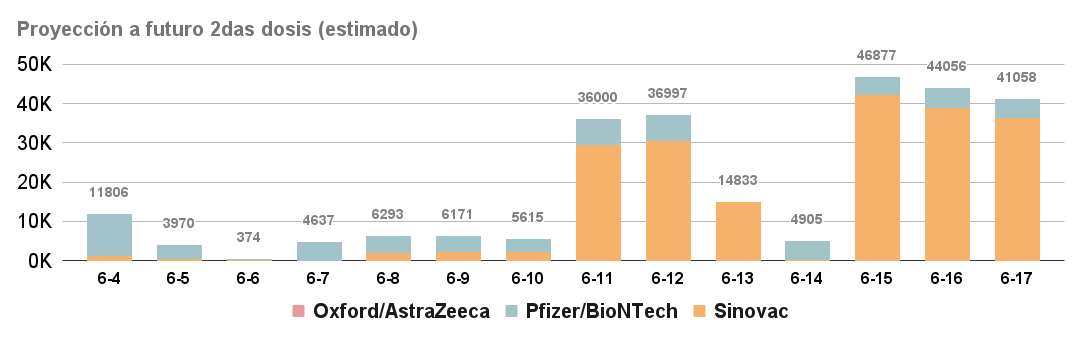 Proyección a futuro 2das dosis (estimado)
50K
40K
30K
20K
10K
0K
11806
3970
374
4637
6293
6171
5615
36000
36997
14833
4905
46877
44056
41058
6-4 6-5 6-6 6-7 6-8 6-9 6-10 6-11 6-12 6-13 6-14 6-15 6-16 6-17
Oxford/AstraZeeca Pfizer/BioNTech Sinovac